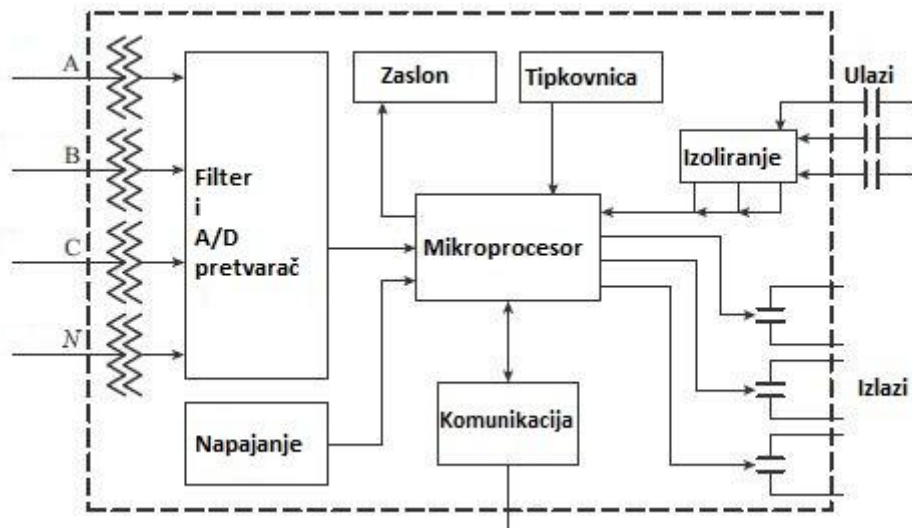 A
B
C
N
Filter
i
A/D
pretvarač
Zaslon
Tipkovnica
Ulazi
Izoliranje
Mikroprocesor
Napajanje
Komunikacija
Izlazi